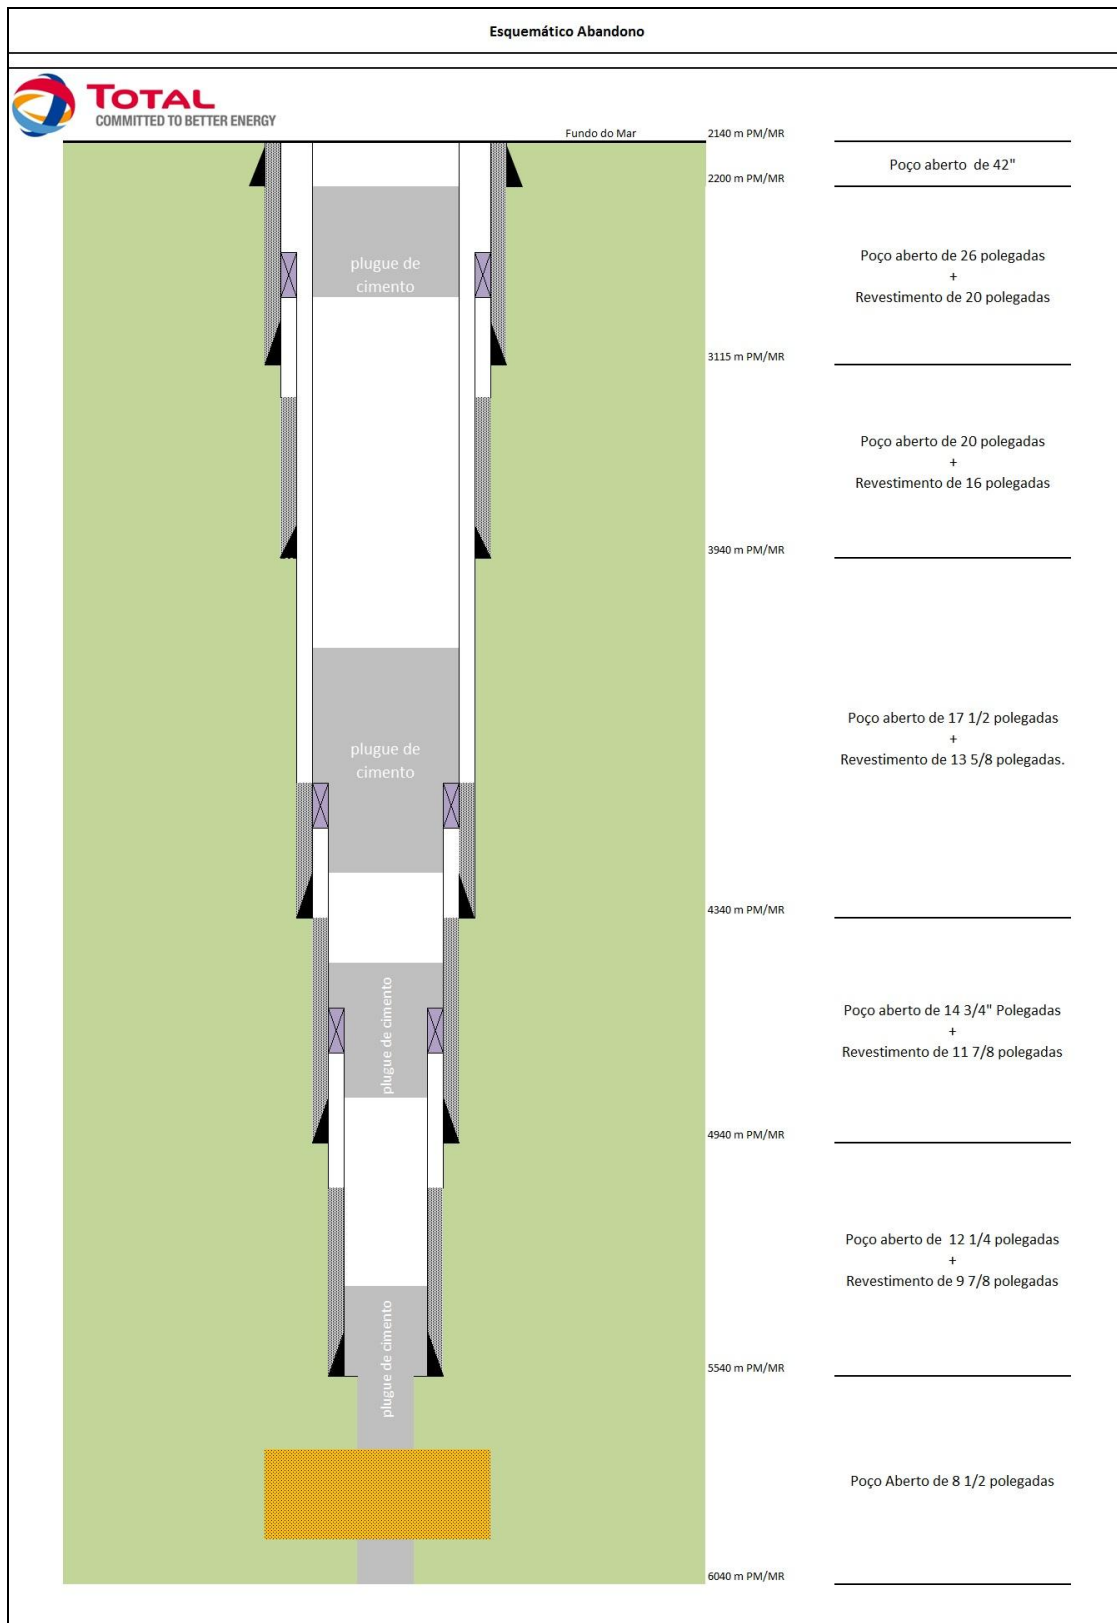 Esquemático Abandono
TOTAL
COMMITTED TO BETTER ENERGY
Fundo do Mar
2140 m PM/MR
Poço aberto  de 42"
2200 m PM/MR
plugue de
cimento
Poço aberto de 26 polegadas
+
Revestimento de 20 polegadas
3115 m PM/MR
Poço aberto de 20 polegadas
+
Revestimento de 16 polegadas
3940 m PM/MR
plugue de
cimento
Poço aberto de 17 1/2 polegadas
+
Revestimento de 13 5/8 polegadas.
4340 m PM/MR
plugue de cimento
Poço aberto de 14 3/4" Polegadas
+
Revestimento de 11 7/8 polegadas
4940 m PM/MR
Poço aberto de  12 1/4 polegadas
+
Revestimento de 9 7/8 polegadas
plugue de cimento
5540 m PM/MR
Poço Aberto de 8 1/2 polegadas
6040 m PM/MR